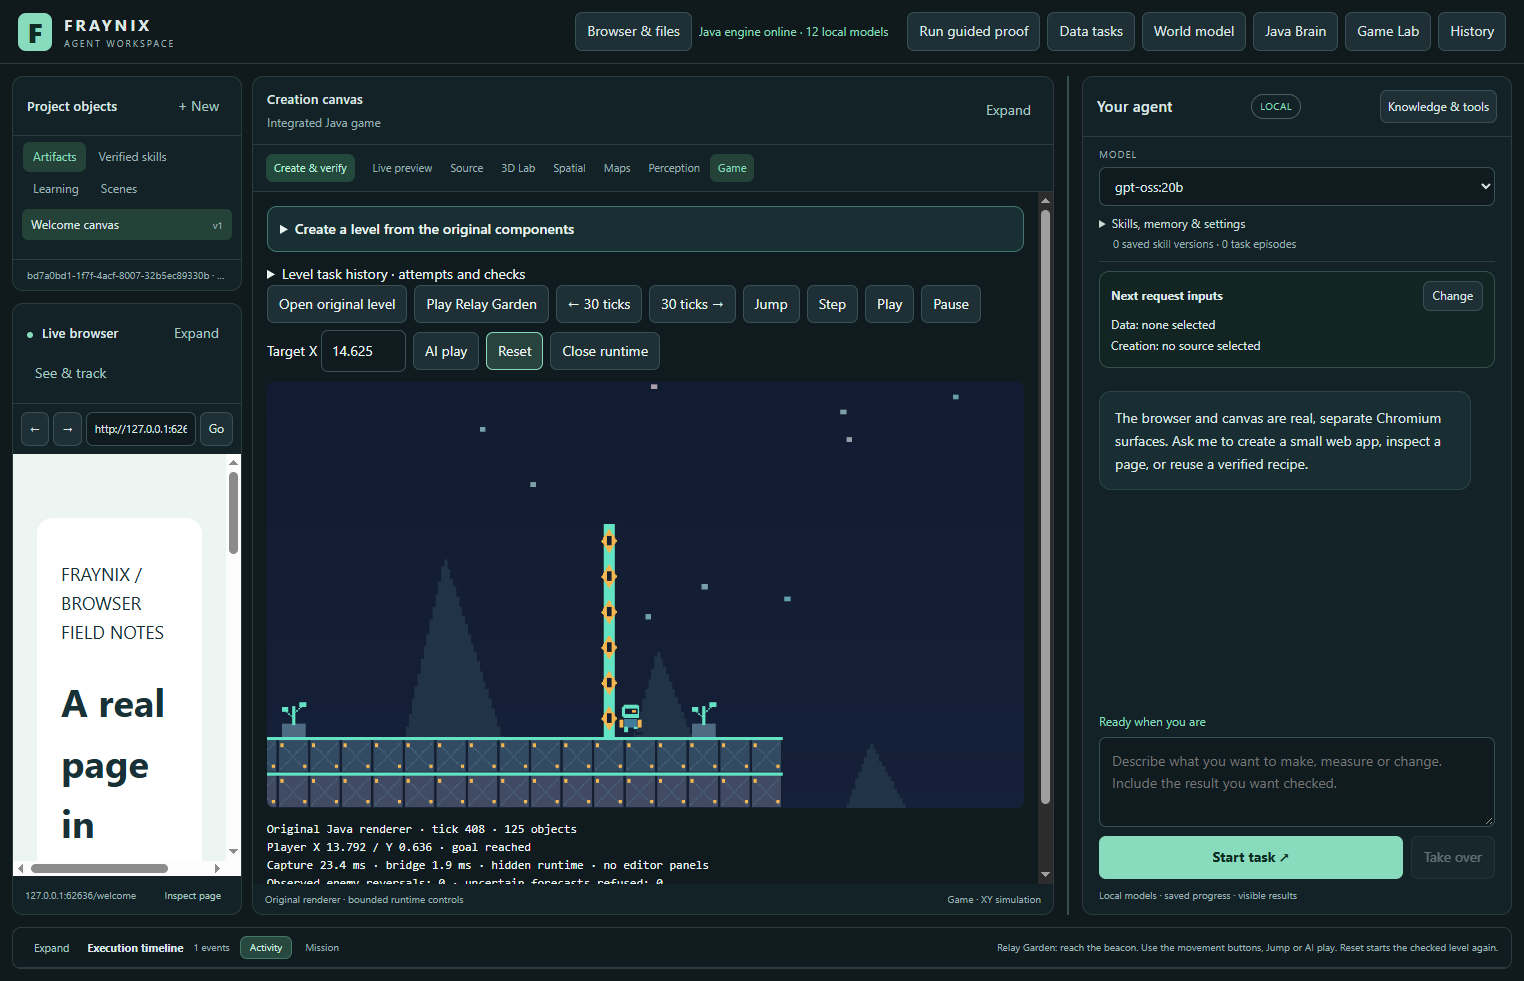 F FRAYNIX
AGENT WORKSPACE
Browser & files
Java engine online · 12 local models
Run guided proof
Data tasks
World model
Java Brain
Game Lab
History
Project objects
+ New
Artifacts
Verified skills
Learning
Scenes
Welcome canvas
v1
bd7a0bd1-1f7f-4acf-8007-32b5ec89330b · ...
Live browser
Expand
See & track
←
→
http://127.0.0.1:626
Go
FRAYNIX /
BROWSER
FIELD NOTES
A real
page
in
127.0.0.1:62636/welcome
Inspect page
Creation canvas
Integrated Java game
Expand
Create & verify
Live preview
Source
3D Lab
Spatial
Maps
Perception
Game
Create a level from the original components
Level task history · attempts and checks
Open original level
Play Relay Garden
← 30 ticks
30 ticks →
Jump
Step
Play
Pause
Target X
14.625
AI play
Reset
Close runtime
Original Java renderer · tick 408 · 125 objects
Player X 13.792 / Y 0.636 · goal reached
Capture 23.4 ms · bridge 1.9 ms · hidden runtime · no editor panels
Observed enemy reversals: 0 · uncertain forecasts refused: 0
Original renderer · bounded runtime controls
Game · XY simulation
Your agent
LOCAL
Knowledge & tools
MODEL
gpt-oss:20b
Skills, memory & settings
0 saved skill versions · 0 task episodes
Next request inputs
Change
Data: none selected
Creation: no source selected
The browser and canvas are real, separate Chromium
surfaces. Ask me to create a small web app, inspect a
page, or reuse a verified recipe.
Ready when you are
Describe what you want to make, measure or change.
Include the result you want checked.
Start task ↗
Take over
Local models · saved progress · visible results
Expand
Execution timeline
1 events
Activity
Mission
Relay Garden: reach the beacon. Use the movement buttons, Jump or AI play. Reset starts the checked level again.